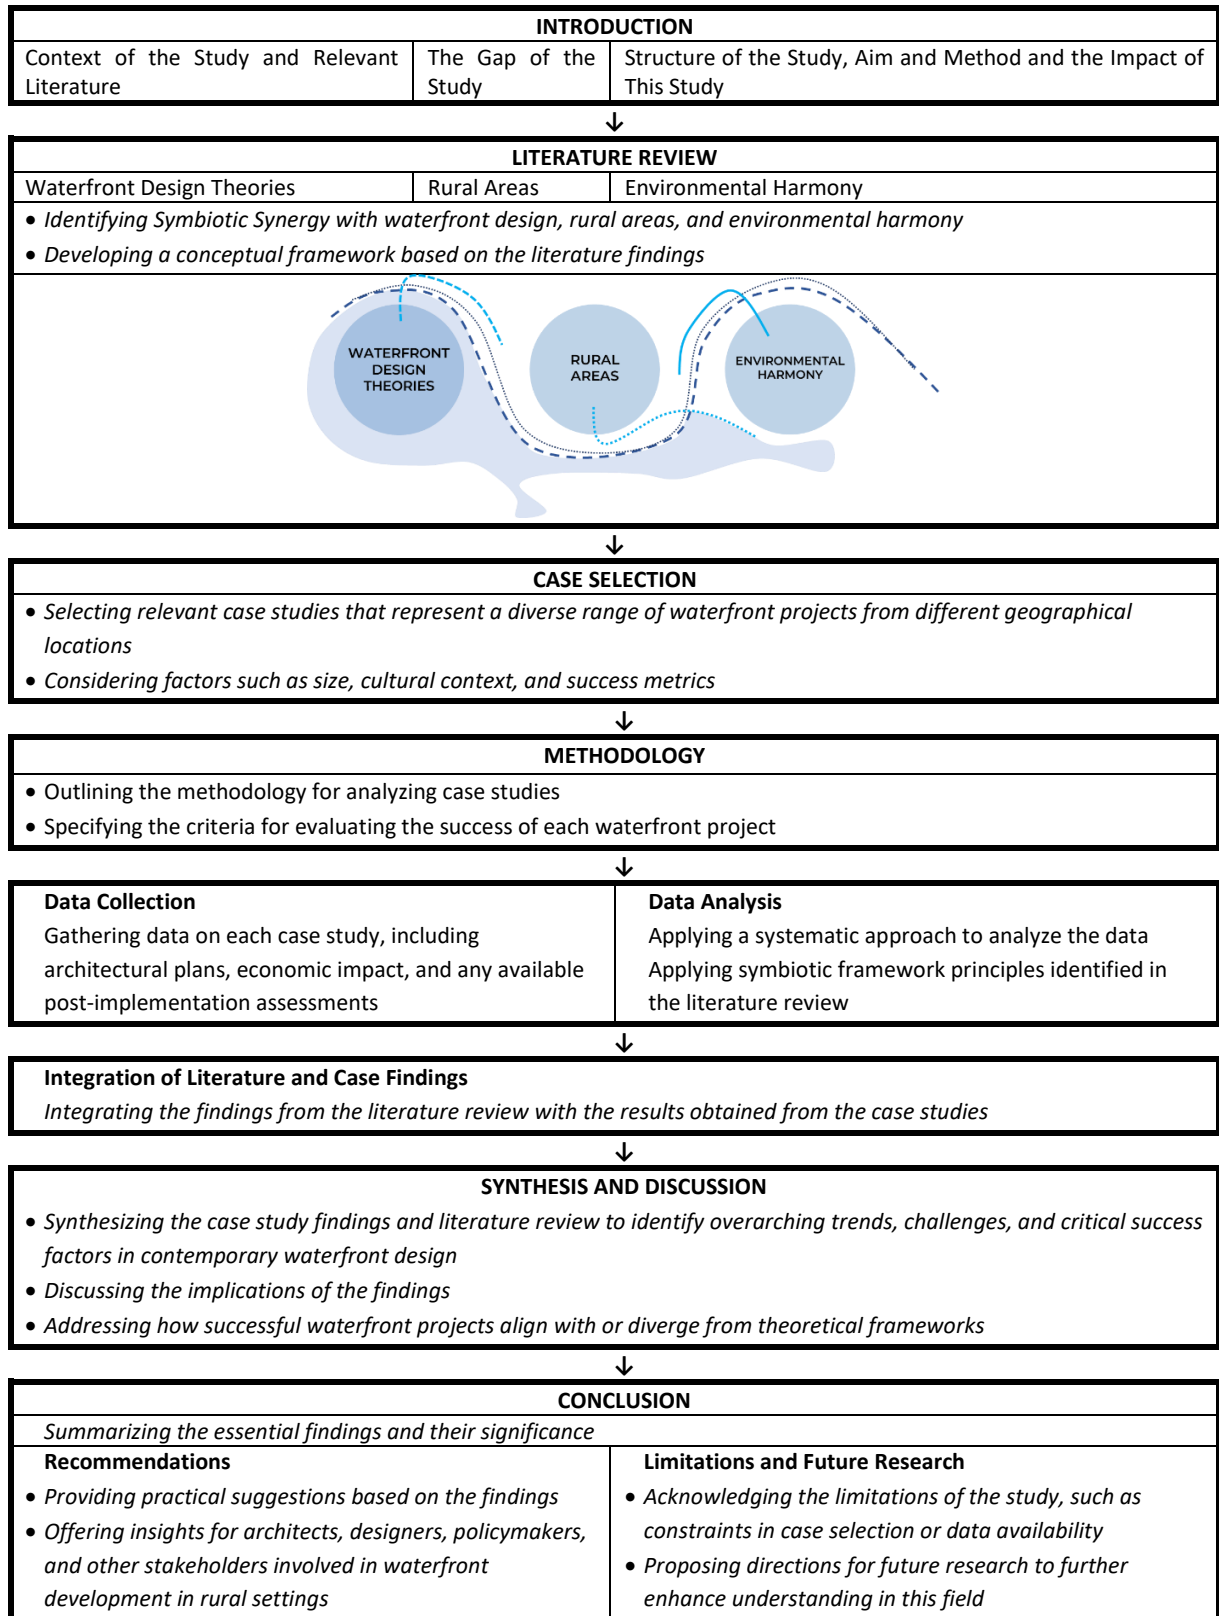 INTRODUCTION
Context of the Study and Relevant
Literature
The Gap of the
Study
Structure of the Study, Aim and Method and the Impact of
This Study
↓
LITERATURE REVIEW
Waterfront Design Theories
Rural Areas
Environmental Harmony
• Identifying Symbiotic Synergy with waterfront design, rural areas, and environmental harmony
• Developing a conceptual framework based on the literature findings
WATERFRONT
DESIGN
THEORIES
RURAL
AREAS
ENVIRONMENTAL
HARMONY
↓
CASE SELECTION
• Selecting relevant case studies that represent a diverse range of waterfront projects from different geographical
locations
• Considering factors such as size, cultural context, and success metrics
↓
METHODOLOGY
• Outlining the methodology for analyzing case studies
• Specifying the criteria for evaluating the success of each waterfront project
↓
Data Collection
Gathering data on each case study, including
architectural plans, economic impact, and any available
post-implementation assessments
Data Analysis
Applying a systematic approach to analyze the data
Applying symbiotic framework principles identified in
the literature review
↓
Integration of Literature and Case Findings
Integrating the findings from the literature review with the results obtained from the case studies
↓
SYNTHESIS AND DISCUSSION
• Synthesizing the case study findings and literature review to identify overarching trends, challenges, and critical success
factors in contemporary waterfront design
• Discussing the implications of the findings
• Addressing how successful waterfront projects align with or diverge from theoretical frameworks
↓
CONCLUSION
Summarizing the essential findings and their significance
Recommendations
• Providing practical suggestions based on the findings
• Offering insights for architects, designers, policymakers,
and other stakeholders involved in waterfront
development in rural settings
Limitations and Future Research
• Acknowledging the limitations of the study, such as
constraints in case selection or data availability
• Proposing directions for future research to further
enhance understanding in this field